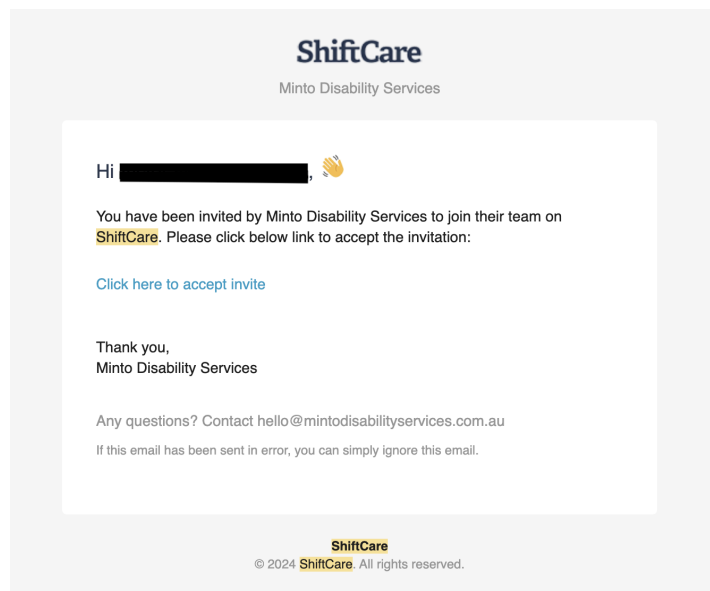 ShiftCare
Minto Disability Services
Hi , 👋
You have been invited by Minto Disability Services to join their team on
ShiftCare. Please click below link to accept the invitation:
Click here to accept invite
Thank you,
Minto Disability Services
Any questions? Contact hello@mintodisabilityservices.com.au
If this email has been sent in error, you can simply ignore this email.
ShiftCare
© 2024 ShiftCare. All rights reserved.